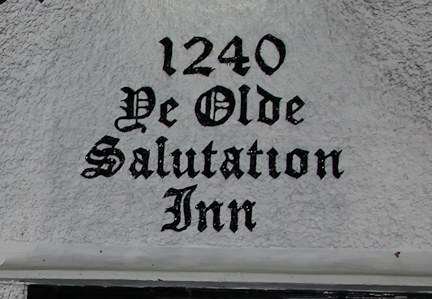 1240
Ye Olde
Salutation
Inn